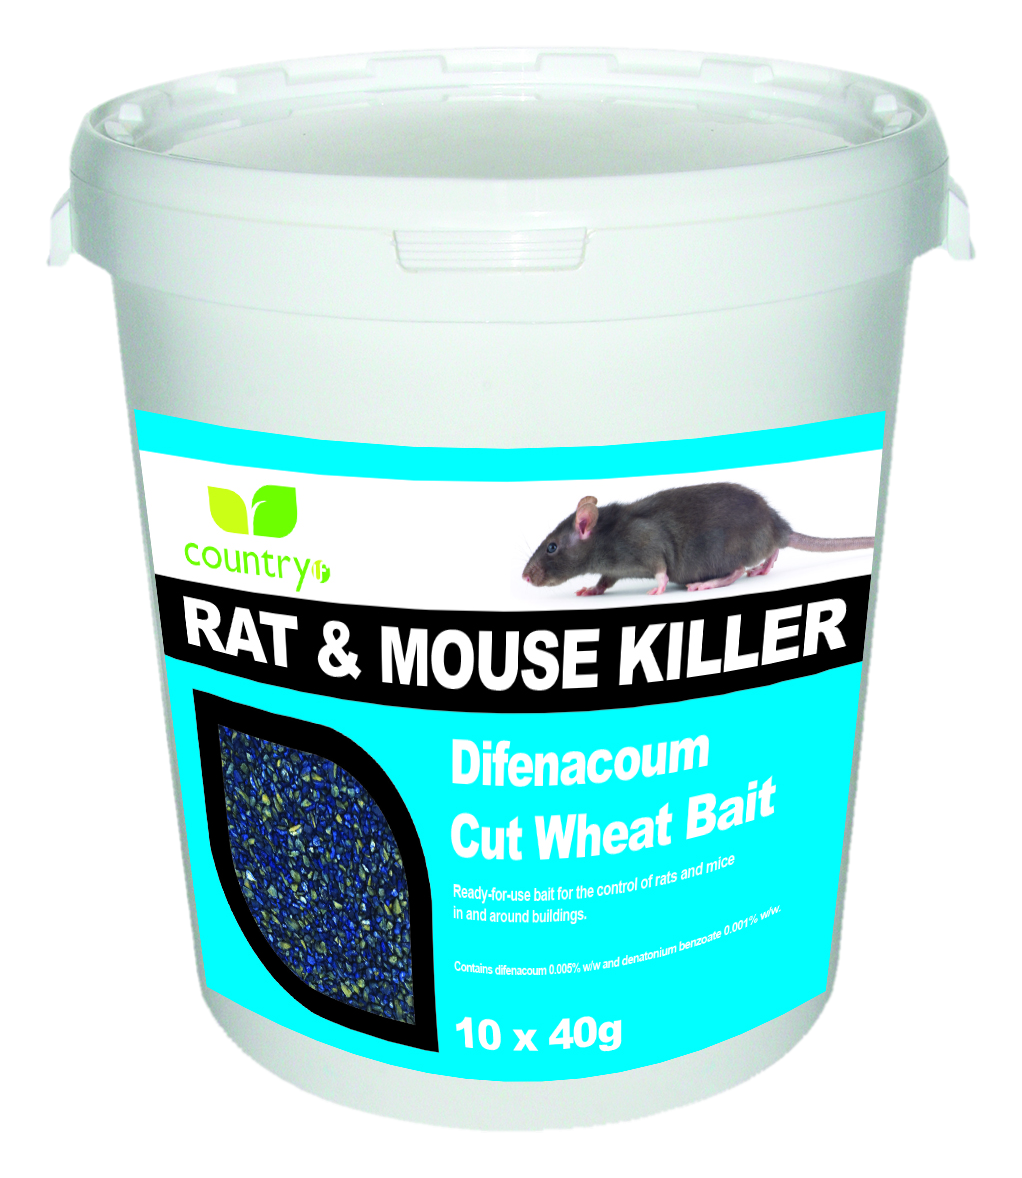 country
RAT & MOUSE KILLER
Difenacoum
Cut Wheat Bait
Ready-for-use bait for the control of rats and mice
in and around buildings.
Contains difenacoum 0.005% w/w and denatonium benzoate 0.001% w/w.
10 x 40g